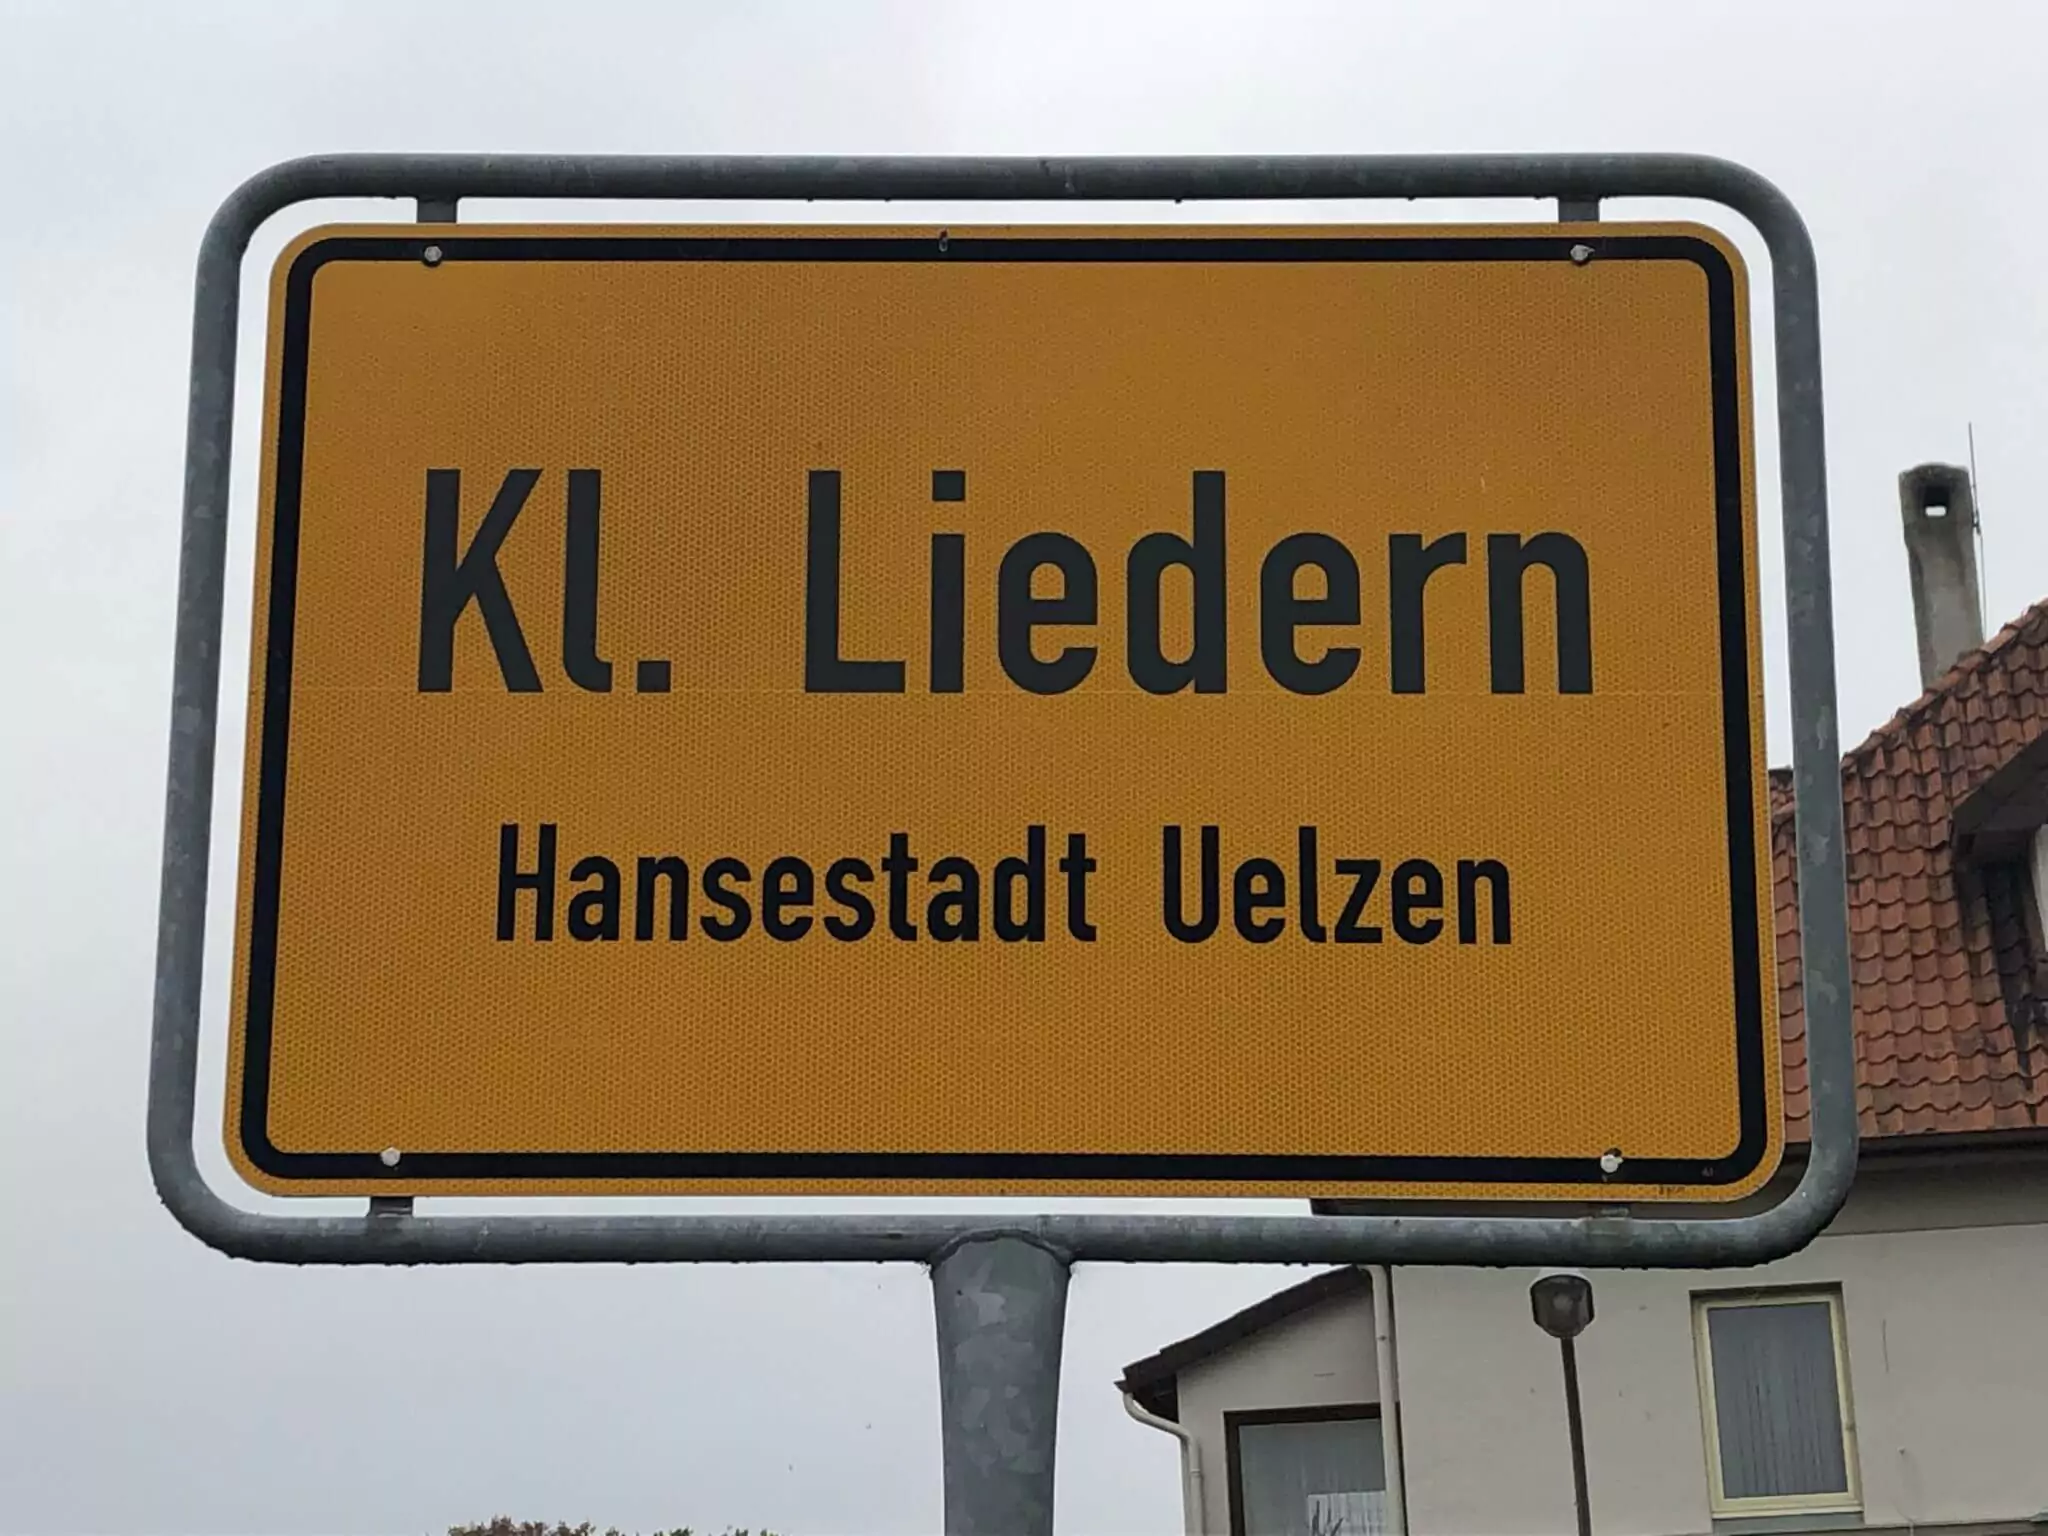 Kl. Liedern
Hansestadt Uelzen